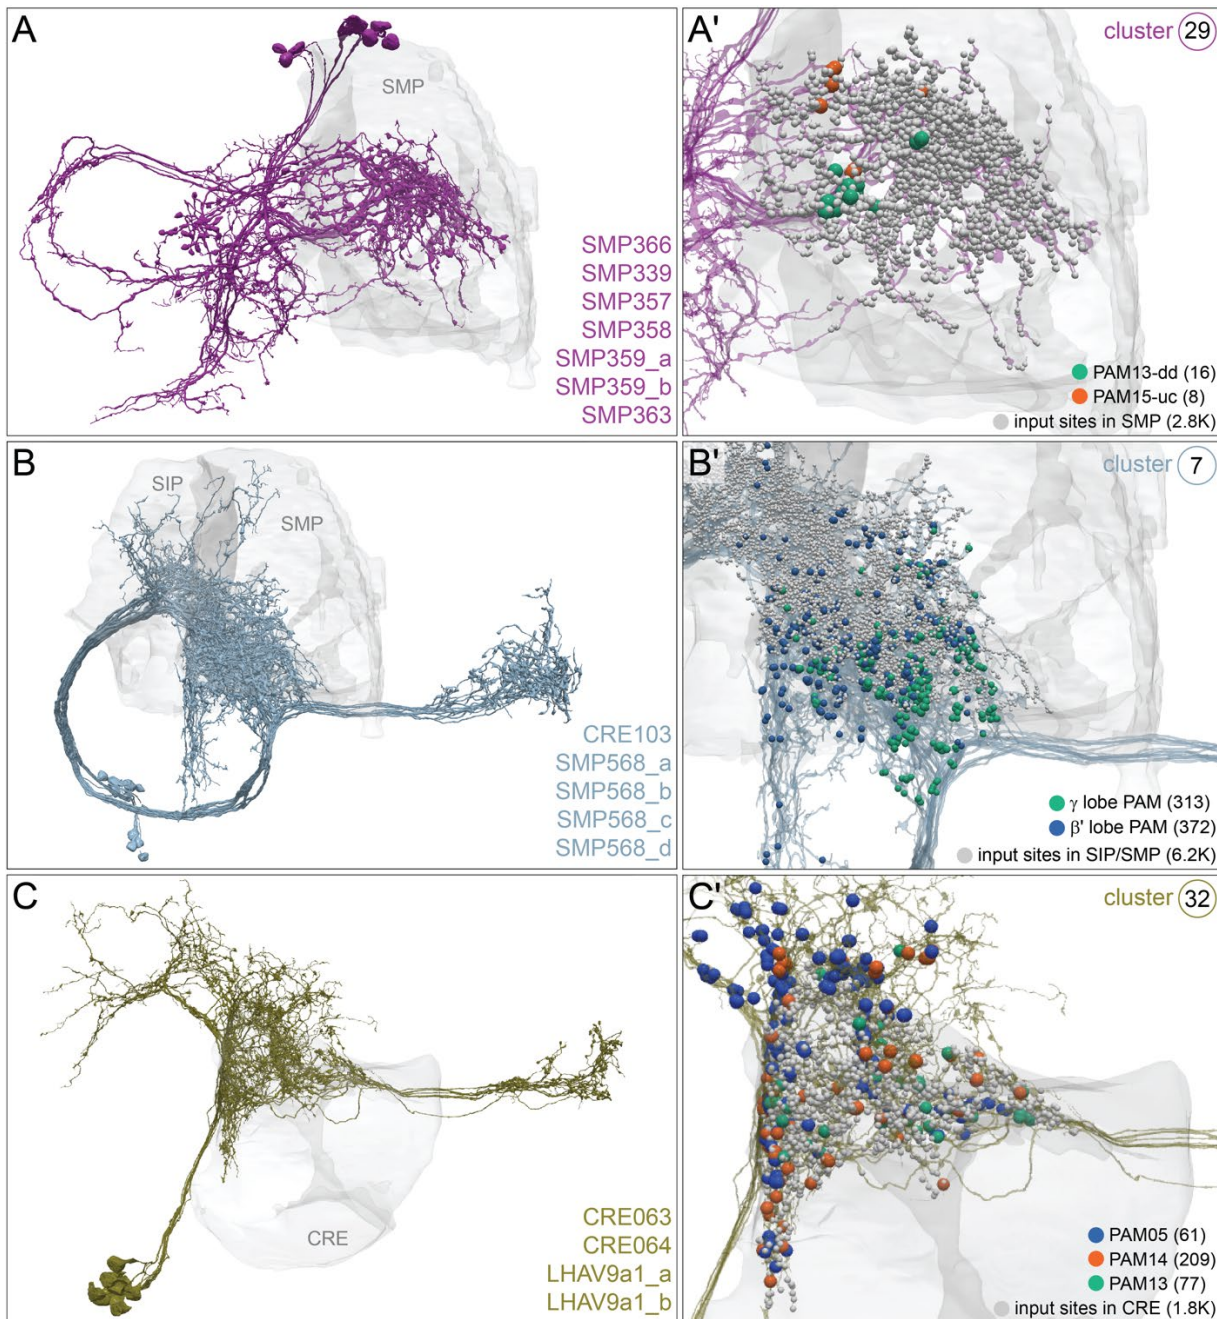 A
SMP
SMP366
SMP339
SMP357
SMP358
SMP359_a
SMP359_b
SMP363
A'
cluster 29
PAM13-dd (16)
PAM15-uc (8)
input sites in SMP (2.8K)
B
SIP
SMP
CRE103
SMP568_a
SMP568_b
SMP568_c
SMP568_d
B'
cluster 7
γ lobe PAM (313)
β' lobe PAM (372)
input sites in SIP/SMP (6.2K)
C
CRE
CRE063
CRE064
LHAV9a1_a
LHAV9a1_b
C'
cluster 32
PAM05 (61)
PAM14 (209)
PAM13 (77)
input sites in CRE (1.8K)